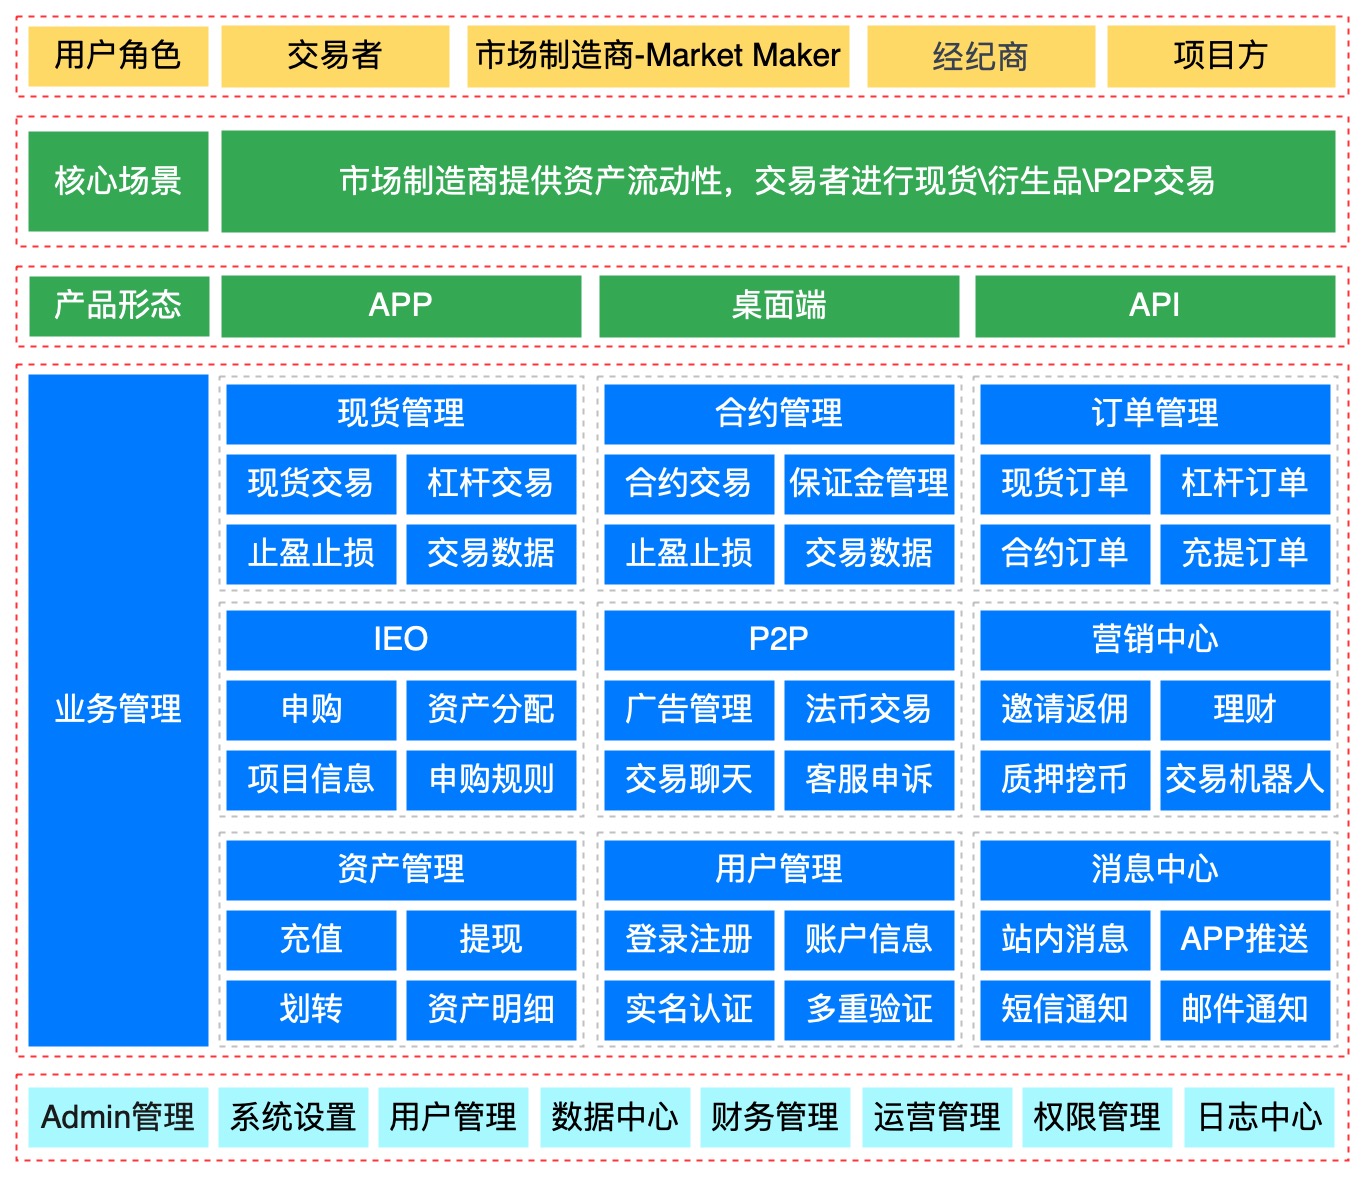 用户角色
交易者
市场制造商-Market Maker
经纪商
项目方
核心场景
市场制造商提供资产流动性，交易者进行现货\衍生品\P2P交易
产品形态
APP
桌面端
API
业务管理
现货管理
现货交易
杠杆交易
止盈止损
交易数据
合约管理
合约交易
保证金管理
止盈止损
交易数据
订单管理
现货订单
杠杆订单
合约订单
充提订单
IEO
申购
资产分配
项目信息
申购规则
P2P
广告管理
法币交易
交易聊天
客服申诉
营销中心
邀请返佣
理财
质押挖币
交易机器人
资产管理
充值
提现
划转
资产明细
用户管理
登录注册
账户信息
实名认证
多重验证
消息中心
站内消息
APP推送
短信通知
邮件通知
Admin管理
系统设置
用户管理
数据中心
财务管理
运营管理
权限管理
日志中心